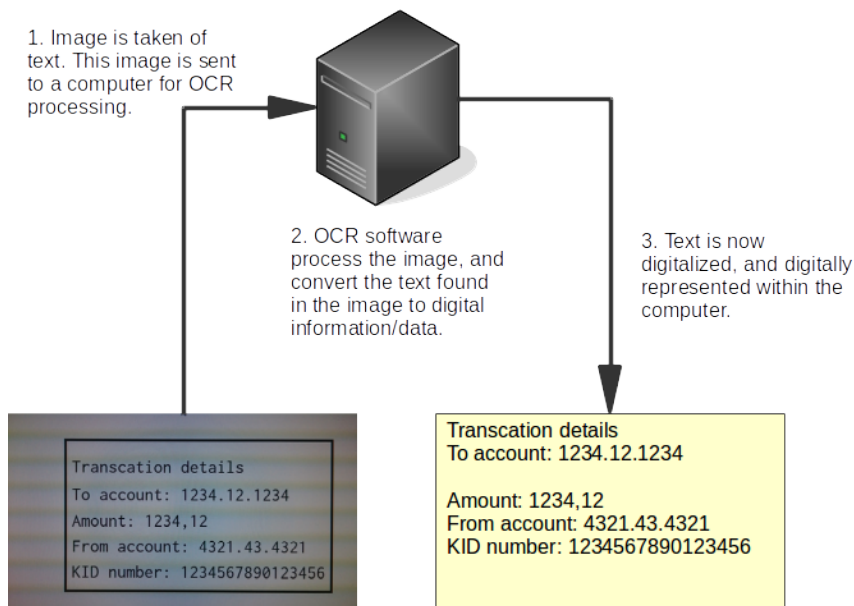 1. Image is taken of
text. This image is sent
to a computer for OCR
processing.
2. OCR software
process the image, and
convert the text found
in the image to digital
information/data.
3. Text is now
digitalized, and digitally
represented within the
computer.
Transcation details
To account: 1234.12.1234
Amount: 1234,12
From account: 4321.43.4321
KID number: 1234567890123456
Transcation details
To account: 1234.12.1234
Amount: 1234,12
From account: 4321.43.4321
KID number: 1234567890123456